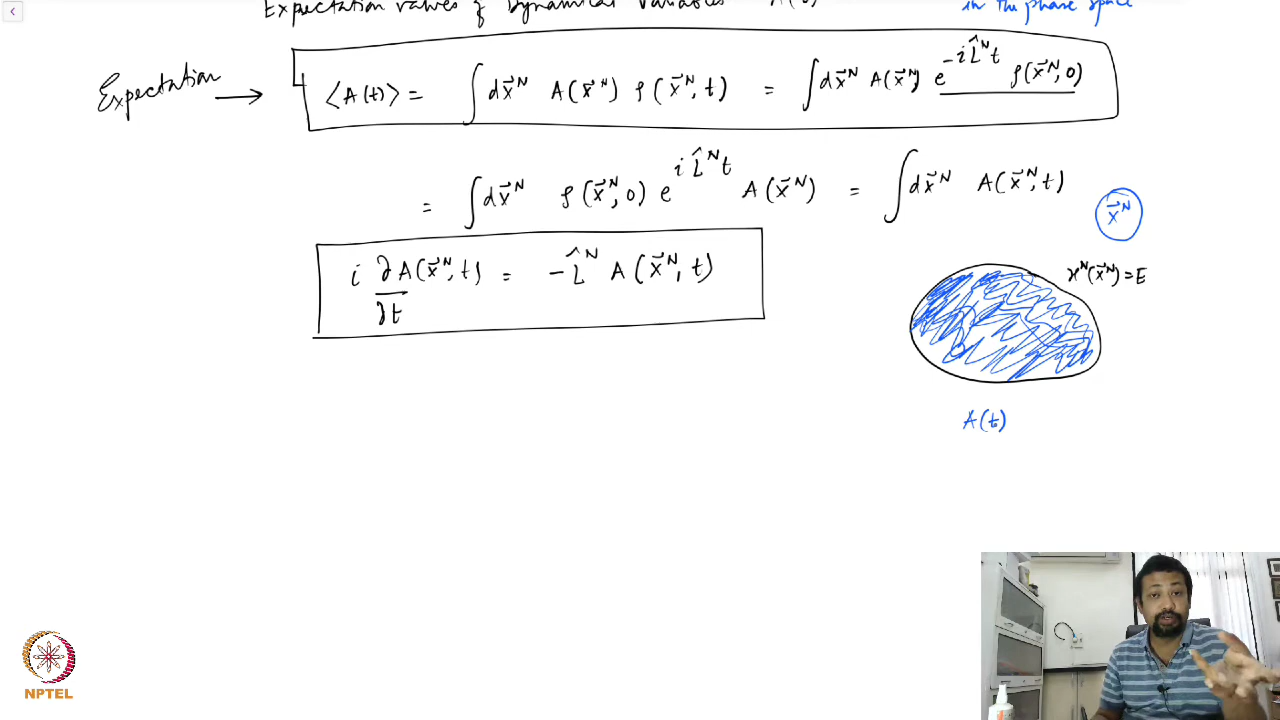 Expectation values of Dynamical Variables A(t) in the phase space
Expectation → ⟨A(t)⟩ = ∫dx⃗ᴺ A(x⃗ᴺ) ρ(x⃗ᴺ, t) = ∫dx⃗ᴺ A(x⃗ᴺ) e^{-iL̂ᴺt} ρ(x⃗ᴺ, 0)
= ∫dx⃗ᴺ ρ(x⃗ᴺ, 0) e^{iL̂ᴺt} A(x⃗ᴺ) = ∫dx⃗ᴺ A(x⃗ᴺ, t)
x⃗ᴺ
i ∂A(x⃗ᴺ, t)/∂t = -L̂ᴺ A(x⃗ᴺ, t)
ℋᴺ(x⃗ᴺ) = E
A(t)
NPTEL